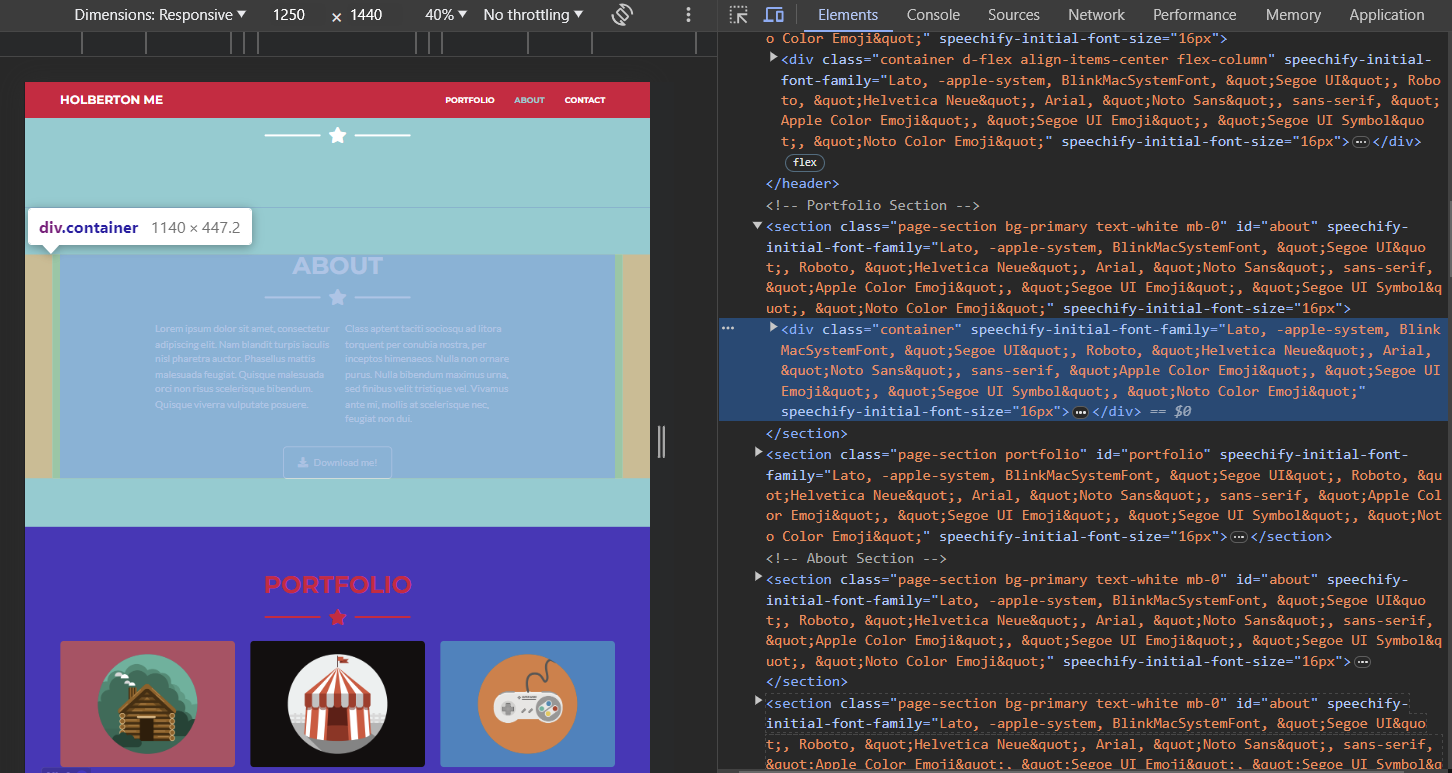 Dimensions: Responsive ▼ 1250 × 1440 40% ▼ No throttling ▼
Elements Console Sources Network Performance Memory Application
HOLBERTON ME PORTFOLIO ABOUT CONTACT
div.container 1140 × 447.2
ABOUT
Lorem ipsum dolor sit amet, consectetur
adipiscing elit. Nam blandit turpis iaculis
nisl pharetra auctor. Phasellus mattis
malesuada feugiat. Quisque malesuada
orci non risus scelerisque bibendum.
Quisque viverra vulputate posuere.
Class aptent taciti sociosqu ad litora
torquent per conubia nostra, per
inceptos himenaeos. Nulla non ornare
purus. Nulla bibendum maximus urna,
sed finibus velit tristique vel. Vivamus
ante mi, mollis at scelerisque nec,
feugiat non dui.
Download me!
PORTFOLIO
o Color Emoji&quot;" speechify-initial-font-size="16px">
<div class="container d-flex align-items-center flex-column" speechify-initial-
font-family="Lato, -apple-system, BlinkMacSystemFont, &quot;Segoe UI&quot;, Robo
to, &quot;Helvetica Neue&quot;, Arial, &quot;Noto Sans&quot;, sans-serif, &quot;
Apple Color Emoji&quot;, &quot;Segoe UI Emoji&quot;, &quot;Segoe UI Symbol&quo
t;, &quot;Noto Color Emoji&quot;" speechify-initial-font-size="16px">…</div>
flex
</header>
<!-- Portfolio Section -->
<section class="page-section bg-primary text-white mb-0" id="about" speechify-
initial-font-family="Lato, -apple-system, BlinkMacSystemFont, &quot;Segoe UI&quo
t;, Roboto, &quot;Helvetica Neue&quot;, Arial, &quot;Noto Sans&quot;, sans-serif,
&quot;Apple Color Emoji&quot;, &quot;Segoe UI Emoji&quot;, &quot;Segoe UI Symbol&q
uot;, &quot;Noto Color Emoji&quot;" speechify-initial-font-size="16px">
<div class="container" speechify-initial-font-family="Lato, -apple-system, Blink
MacSystemFont, &quot;Segoe UI&quot;, Roboto, &quot;Helvetica Neue&quot;, Arial,
&quot;Noto Sans&quot;, sans-serif, &quot;Apple Color Emoji&quot;, &quot;Segoe UI
Emoji&quot;, &quot;Segoe UI Symbol&quot;, &quot;Noto Color Emoji&quot;"
speechify-initial-font-size="16px">…</div> == $0
</section>
<section class="page-section portfolio" id="portfolio" speechify-initial-font-
family="Lato, -apple-system, BlinkMacSystemFont, &quot;Segoe UI&quot;, Roboto, &qu
ot;Helvetica Neue&quot;, Arial, &quot;Noto Sans&quot;, sans-serif, &quot;Apple Col
or Emoji&quot;, &quot;Segoe UI Emoji&quot;, &quot;Segoe UI Symbol&quot;, &quot;Not
o Color Emoji&quot;" speechify-initial-font-size="16px">…</section>
<!-- About Section -->
<section class="page-section bg-primary text-white mb-0" id="about" speechify-
initial-font-family="Lato, -apple-system, BlinkMacSystemFont, &quot;Segoe UI&quo
t;, Roboto, &quot;Helvetica Neue&quot;, Arial, &quot;Noto Sans&quot;, sans-serif,
&quot;Apple Color Emoji&quot;, &quot;Segoe UI Emoji&quot;, &quot;Segoe UI Symbol&q
uot;, &quot;Noto Color Emoji&quot;" speechify-initial-font-size="16px">…
</section>
<section class="page-section bg-primary text-white mb-0" id="about" speechify-
initial-font-family="Lato, -apple-system, BlinkMacSystemFont, &quot;Segoe UI&quo
t;, Roboto, &quot;Helvetica Neue&quot;, Arial, &quot;Noto Sans&quot;, sans-serif,
&quot;Apple Color Emoji&quot;, &quot;Segoe UI Emoji&quot;, &quot;Segoe UI Symbol&q